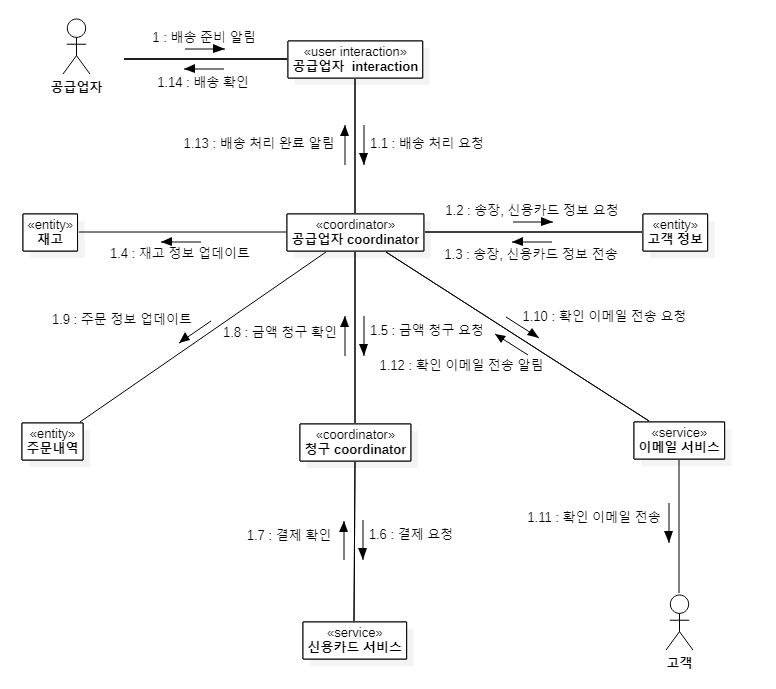 1 : 배송 준비 알림
«user interaction»
공급업자 interaction
1.14 : 배송 확인
공급업자
1.13 : 배송 처리 완료 알림
1.1 : 배송 처리 요청
1.2 : 송장, 신용카드 정보 요청
«entity»
재고
«coordinator»
공급업자 coordinator
«entity»
고객 정보
1.4 : 재고 정보 업데이트
1.3 : 송장, 신용카드 정보 전송
1.9 : 주문 정보 업데이트
1.8 : 금액 청구 확인
1.5 : 금액 청구 요청
1.10 : 확인 이메일 전송 요청
1.12 : 확인 이메일 전송 알림
«entity»
주문내역
«coordinator»
청구 coordinator
«service»
이메일 서비스
1.11 : 확인 이메일 전송
1.7 : 결제 확인
1.6 : 결제 요청
«service»
신용카드 서비스
고객